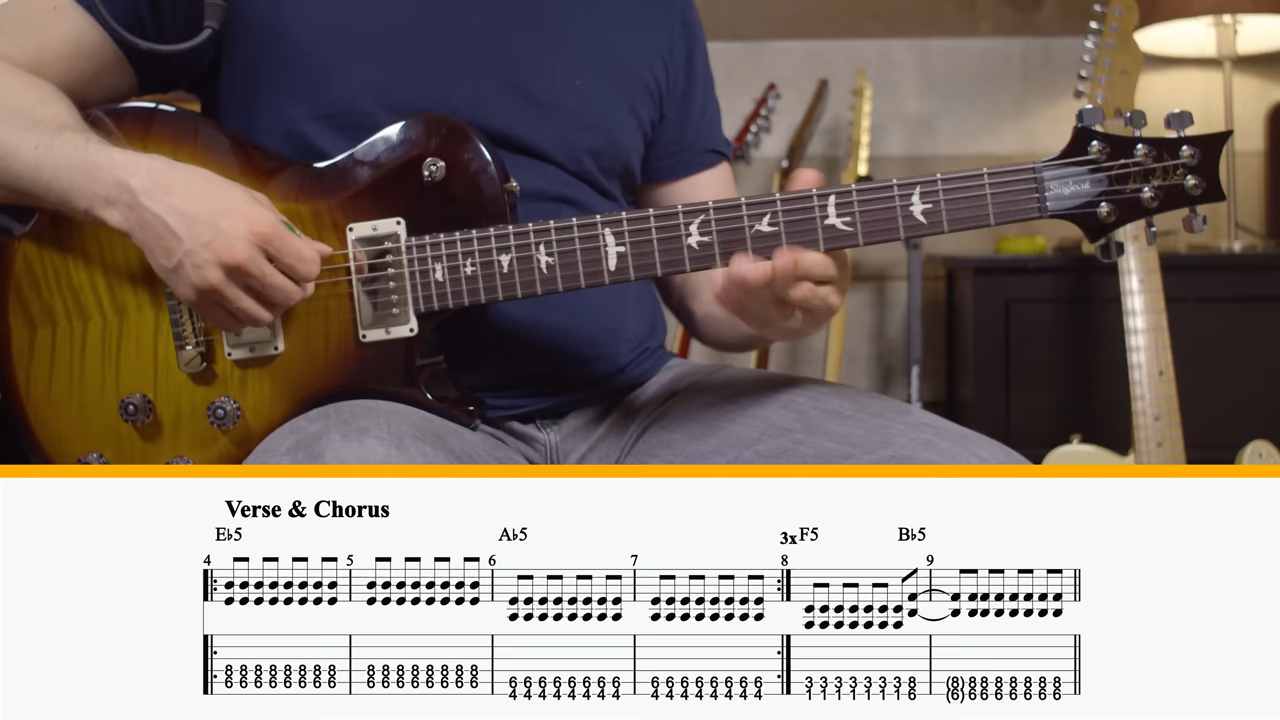 Singlecut
Verse & Chorus
E♭5 A♭5 3x F5 B♭5
4 5 6 7 8 9
8 8 8 8 8 8 8 8 8 8 8 8 8 8 8 8
6 6 6 6 6 6 6 6 6 6 6 6 6 6 6 6 6 6 6 6 6 6 6 6 6 6 6 6 6 6 6 6 3 3 3 3 3 3 3 8 (8) 8 8 8 8 8 8 8
4 4 4 4 4 4 4 4 4 4 4 4 4 4 4 4 1 1 1 1 1 1 1 6 (6) 6 6 6 6 6 6 6